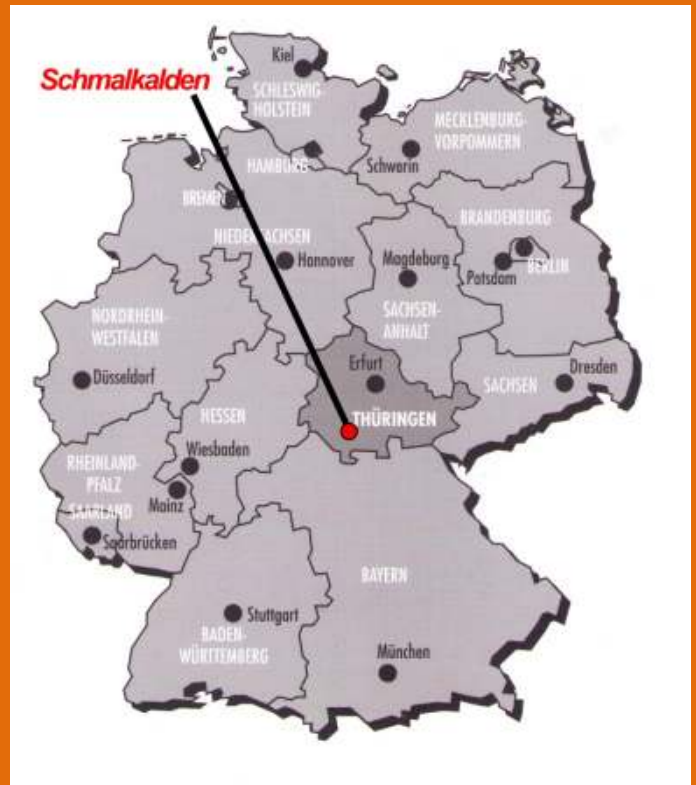 Kiel
Schmalkalden
SCHLESWIG-
HOLSTEIN
MECKLENBURG-
VORPOMMERN
Schwerin
HAMBURG
BREMEN
BRANDENBURG
NIEDERSACHSEN
Hannover
Magdeburg
Potsdam
BERLIN
NORDRHEIN-
WESTFALEN
SACHSEN-
ANHALT
Düsseldorf
Erfurt
Dresden
SACHSEN
HESSEN
THÜRINGEN
Wiesbaden
RHEINLAND-
PFALZ
Mainz
SAARLAND
Saarbrücken
BAYERN
Stuttgart
BADEN-
WÜRTTEMBERG
München